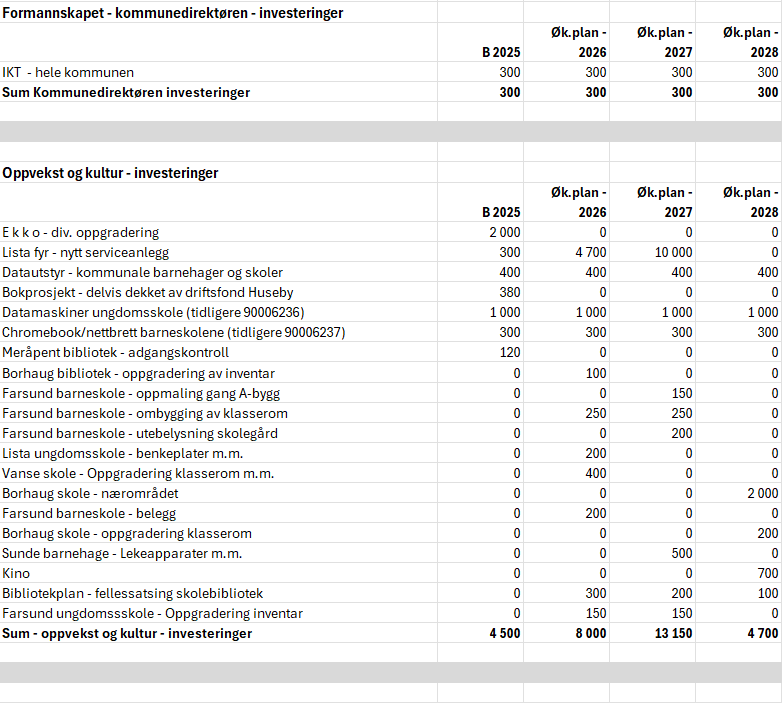 Formannskapet - kommunedirektøren - investeringer
Øk.plan - Øk.plan - Øk.plan -
B 2025 2026 2027 2028
IKT - hele kommunen 300 300 300 300
Sum Kommunedirektøren investeringer 300 300 300 300
Oppvekst og kultur - investeringer
Øk.plan - Øk.plan - Øk.plan -
B 2025 2026 2027 2028
E k k o - div. oppgradering 2 000 0 0 0
Lista fyr - nytt serviceanlegg 300 4 700 10 000 0
Datautstyr - kommunale barnehager og skoler 400 400 400 400
Bokprosjekt - delvis dekket av driftsfond Huseby 380 0 0 0
Datamaskiner ungdomsskole (tidligere 90006236) 1 000 1 000 1 000 1 000
Chromebook/nettbrett barneskolene (tidligere 90006237) 300 300 300 300
Meråpent bibliotek - adgangskontroll 120 0 0 0
Borhaug bibliotek - oppgradering av inventar 0 100 0 0
Farsund barneskole - oppmaling gang A-bygg 0 0 150 0
Farsund barneskole - ombygging av klasserom 0 250 250 0
Farsund barneskole - utebelysning skolegård 0 0 200 0
Lista ungdomsskole - benkeplater m.m. 0 200 0 0
Vanse skole - Oppgradering klasserom m.m. 0 400 0 0
Borhaug skole - nærområdet 0 0 0 2 000
Farsund barneskole - belegg 0 200 0 0
Borhaug skole - oppgradering klasserom 0 0 0 200
Sunde barnehage - Lekeapparater m.m. 0 0 500 0
Kino 0 0 0 700
Bibliotekplan - fellessatsing skolebibliotek 0 300 200 100
Farsund ungdomssskole - Oppgradering inventar 0 150 150 0
Sum - oppvekst og kultur - investeringer 4 500 8 000 13 150 4 700